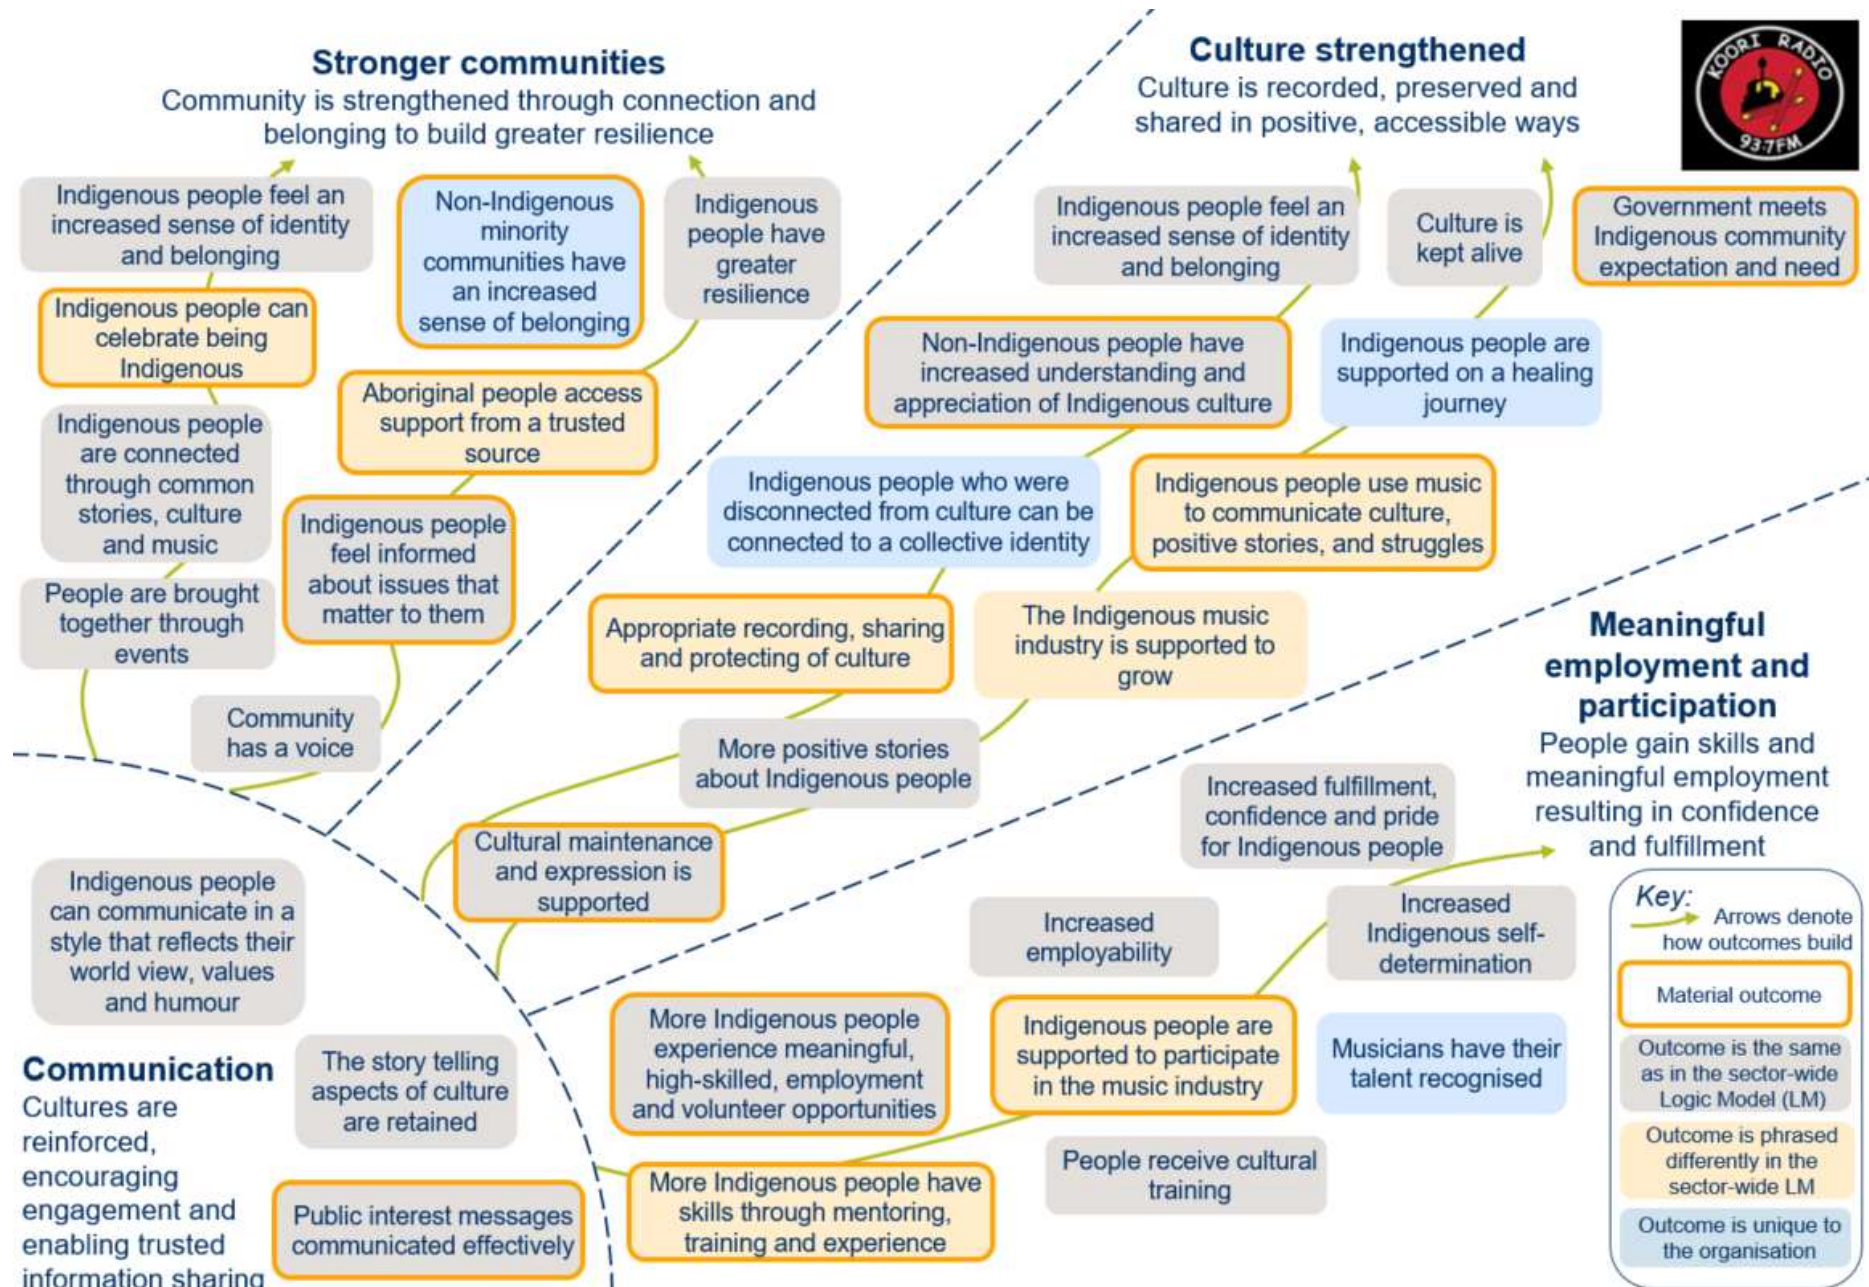 Stronger communities
Community is strengthened through connection and
belonging to build greater resilience
Indigenous people feel an
increased sense of identity
and belonging
Non-Indigenous
minority
communities have
an increased
sense of belonging
Indigenous
people have
greater
resilience
Indigenous people can
celebrate being
Indigenous
Aboriginal people access
support from a trusted
source
Indigenous people
are connected
through common
stories, culture
and music
Indigenous people
feel informed
about issues that
matter to them
People are brought
together through
events
Community
has a voice
Culture strengthened
Culture is recorded, preserved and
shared in positive, accessible ways
KOORI RADIO
93.7FM
Indigenous people feel an
increased sense of identity
and belonging
Culture is
kept alive
Government meets
Indigenous community
expectation and need
Non-Indigenous people have
increased understanding and
appreciation of Indigenous culture
Indigenous people are
supported on a healing
journey
Indigenous people who were
disconnected from culture can be
connected to a collective identity
Indigenous people use music
to communicate culture,
positive stories, and struggles
Appropriate recording, sharing
and protecting of culture
The Indigenous music
industry is supported to
grow
More positive stories
about Indigenous people
Cultural maintenance
and expression is
supported
Meaningful
employment and
participation
People gain skills and
meaningful employment
resulting in confidence
and fulfillment
Increased fulfillment,
confidence and pride
for Indigenous people
Increased
employability
Increased
Indigenous self-
determination
More Indigenous people
experience meaningful,
high-skilled, employment
and volunteer opportunities
Indigenous people are
supported to participate
in the music industry
Musicians have their
talent recognised
People receive cultural
training
More Indigenous people have
skills through mentoring,
training and experience
Indigenous people
can communicate in a
style that reflects their
world view, values
and humour
Communication
Cultures are
reinforced,
encouraging
engagement and
enabling trusted
information sharing
The story telling
aspects of culture
are retained
Public interest messages
communicated effectively
Key:
Arrows denote
how outcomes build
Material outcome
Outcome is the same
as in the sector-wide
Logic Model (LM)
Outcome is phrased
differently in the
sector-wide LM
Outcome is unique to
the organisation